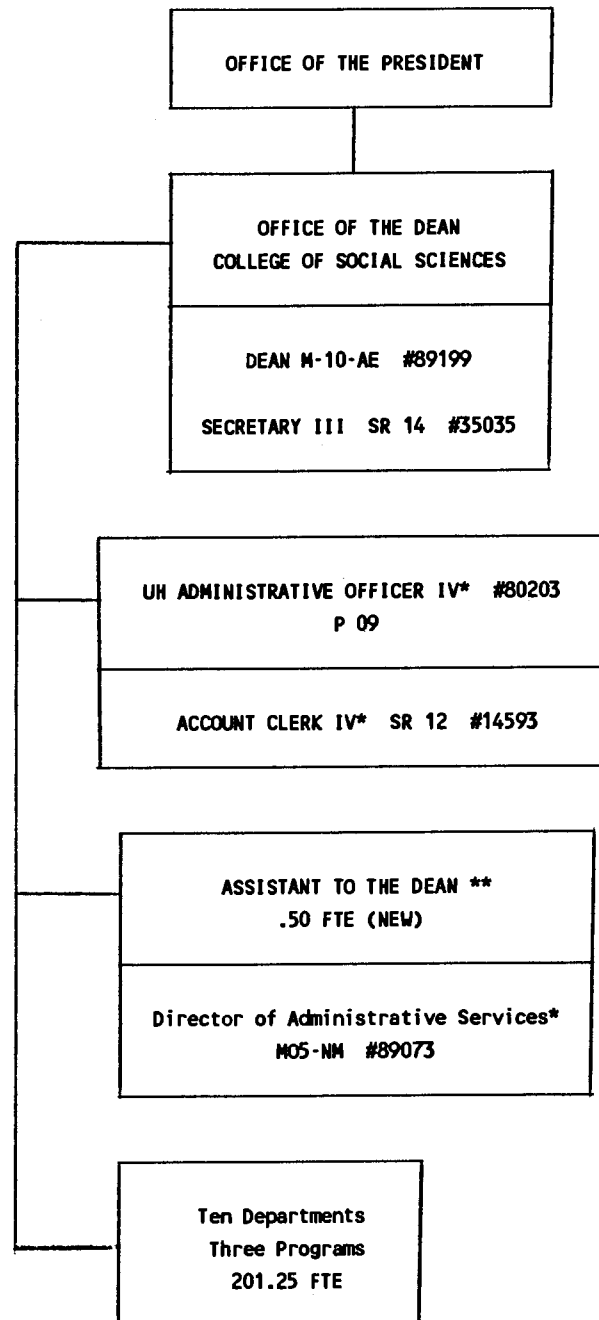 OFFICE OF THE PRESIDENT
OFFICE OF THE DEAN
COLLEGE OF SOCIAL SCIENCES
DEAN M-10-AE #89199
SECRETARY III SR 14 #35035
UH ADMINISTRATIVE OFFICER IV* #80203
P 09
ACCOUNT CLERK IV* SR 12 #14593
ASSISTANT TO THE DEAN **
.50 FTE (NEW)
Director of Administrative Services*
M05-NM #89073
Ten Departments
Three Programs
201.25 FTE